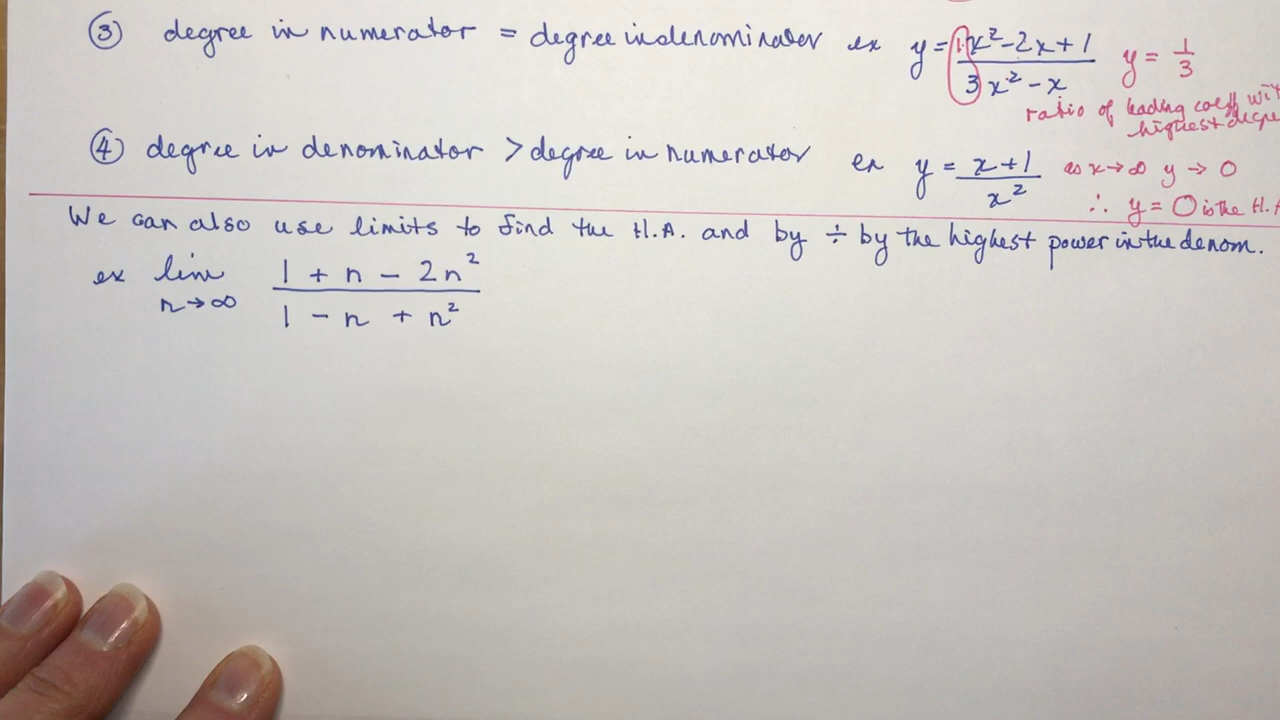 ③ degree in numerator = degree in denominator ex y = 1x²-2x+1 / 3x²-x y = 1/3
ratio of leading coeff wit
highest degre
④ degree in denominator > degree in numerator ex y = x+1 / x² as x→∞ y→0
∴ y = 0 is the H.A
We can also use limits to find the H.A. and by ÷ by the highest power in the denom.
ex lim n→∞ 1 + n - 2n² / 1 - n + n²